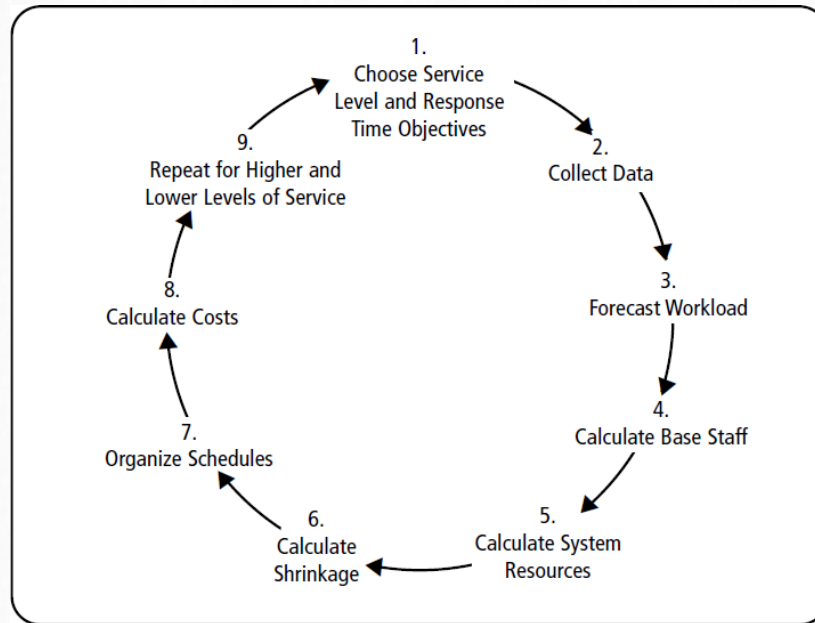 1.
Choose Service
Level and Response
Time Objectives
2.
Collect Data
3.
Forecast Workload
4.
Calculate Base Staff
5.
Calculate System
Resources
6.
Calculate
Shrinkage
7.
Organize Schedules
8.
Calculate Costs
9.
Repeat for Higher and
Lower Levels of Service